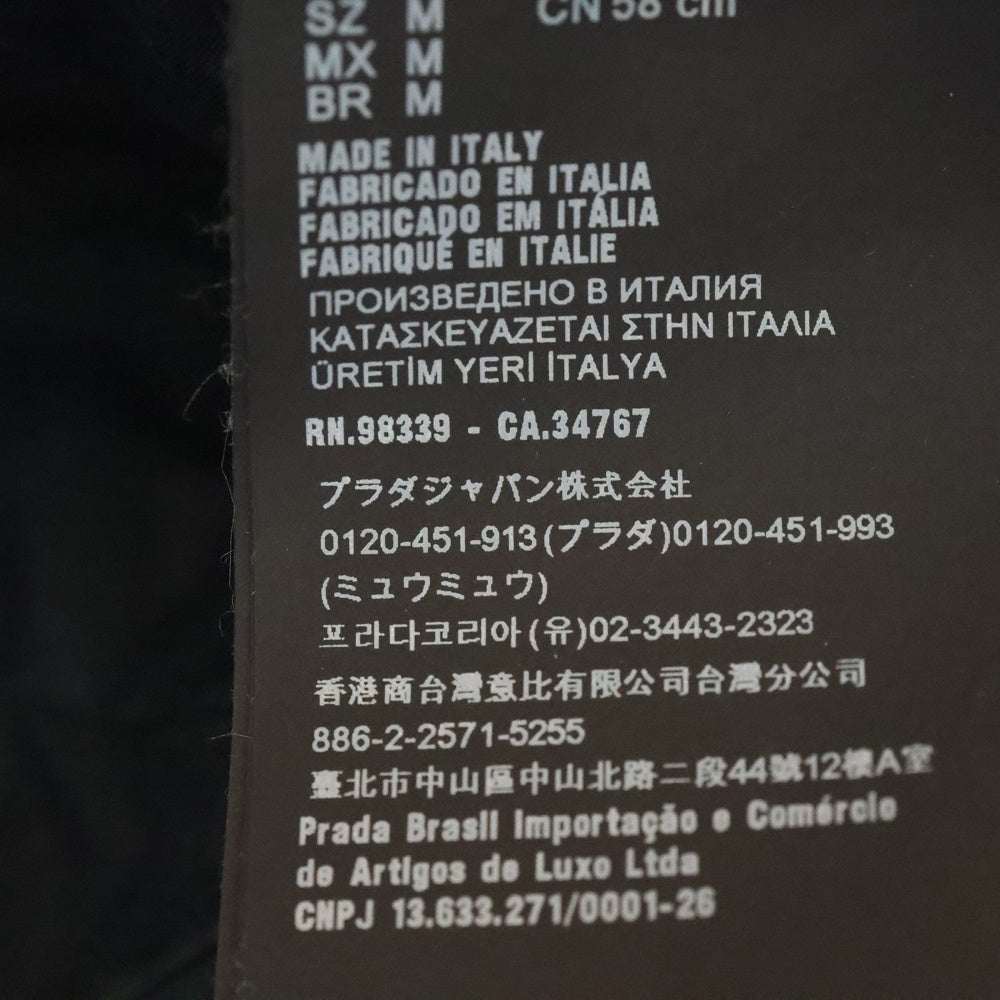 SZ M CN 58 cm
MX M
BR M
MADE IN ITALY
FABRICADO EN ITALIA
FABRICADO EM ITÁLIA
FABRIQUÉ EN ITALIE
ПРОИЗВЕДЕНО В ИТАЛИЯ
ΚΑΤΑΣΚΕΥΑΖΕΤΑΙ ΣΤΗΝ ΙΤΑΛΙΑ
ÜRETİM YERİ İTALYA
RN.98339 - CA.34767
プラダジャパン株式会社
0120-451-913(プラダ)0120-451-993
(ミュウミュウ)
프라다코리아(유)02-3443-2323
香港商台灣意比有限公司台灣分公司
886-2-2571-5255
臺北市中山區中山北路二段44號12樓A室
Prada Brasil Importação e Comércio
de Artigos de Luxo Ltda
CNPJ 13.633.271/0001-26